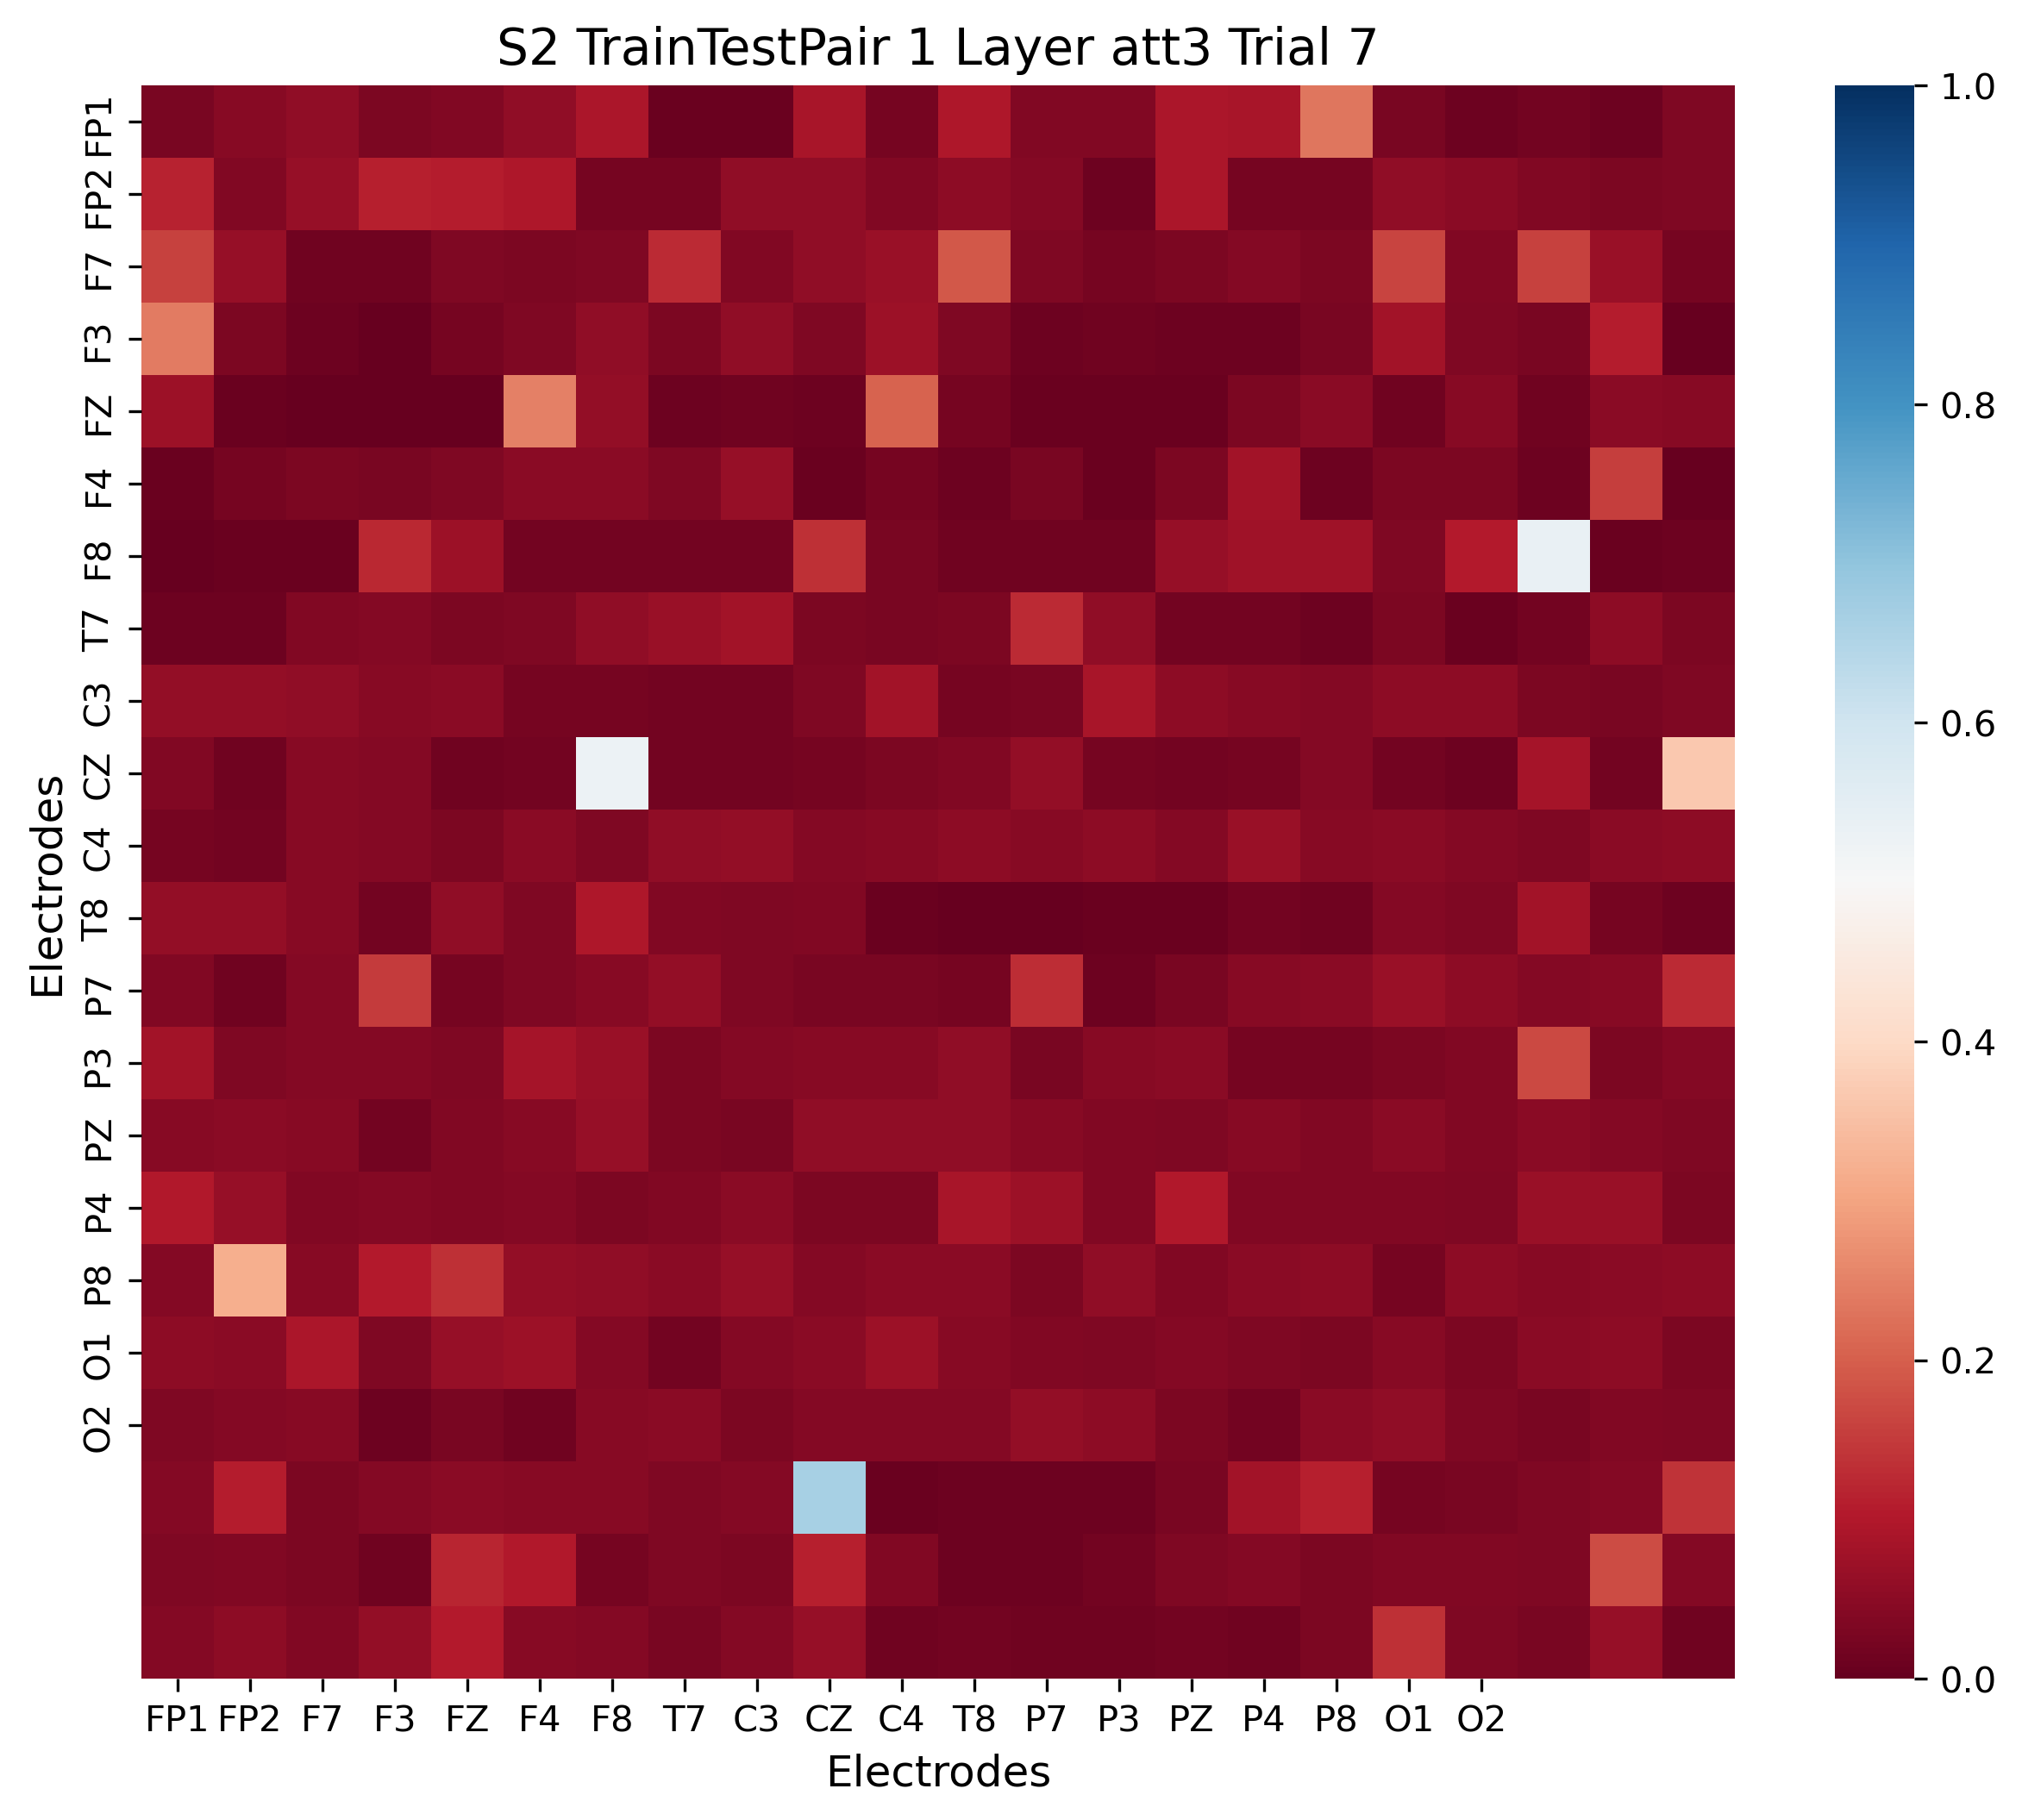 S2 TrainTestPair 1 Layer att3 Trial 7
Electrodes
FP1
FP2
F7
F3
FZ
F4
F8
T7
C3
CZ
C4
T8
P7
P3
PZ
P4
P8
O1
O2
FP1 FP2 F7 F3 FZ F4 F8 T7 C3 CZ C4 T8 P7 P3 PZ P4 P8 O1 O2
Electrodes
1.0
0.8
0.6
0.4
0.2
0.0